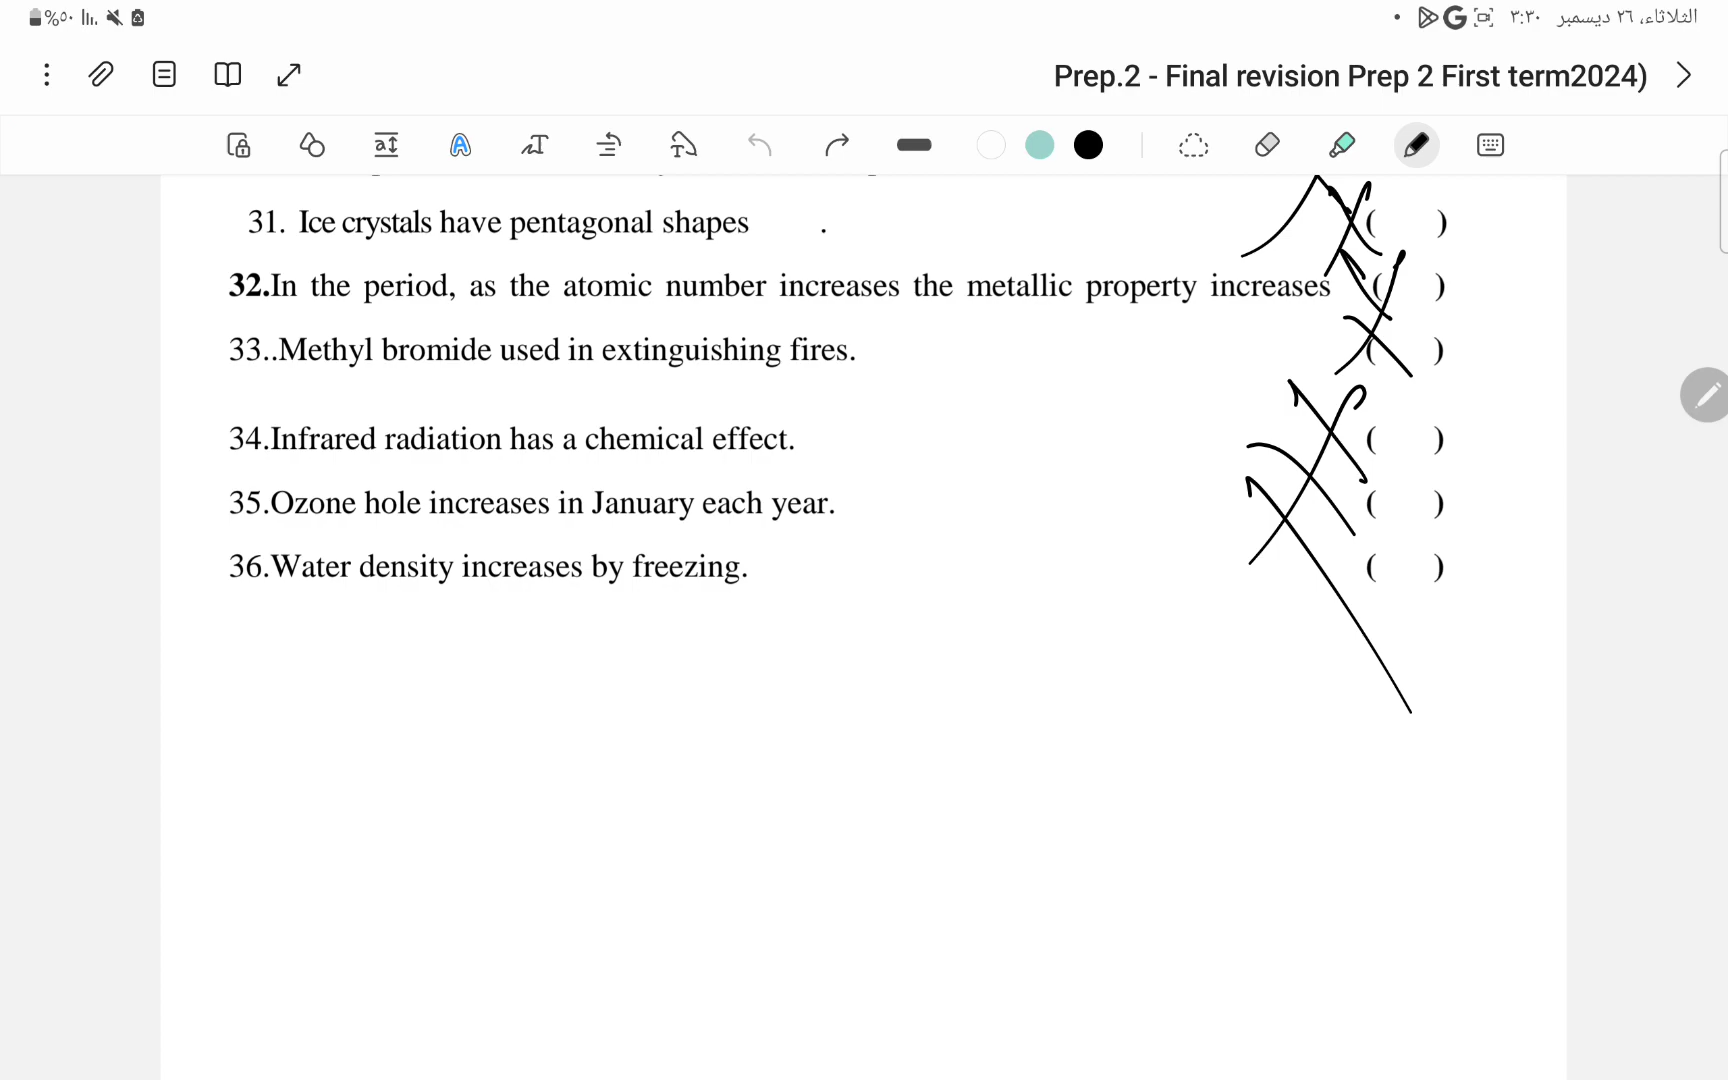 %٥٠ ٣:٣٠ الثلاثاء، ٢٦ ديسمبر
Prep.2 - Final revision Prep 2 First term2024)
31. Ice crystals have pentagonal shapes . ( )
32.In the period, as the atomic number increases the metallic property increases ( )
33..Methyl bromide used in extinguishing fires. ( )
34.Infrared radiation has a chemical effect. ( )
35.Ozone hole increases in January each year. ( )
36.Water density increases by freezing. ( )